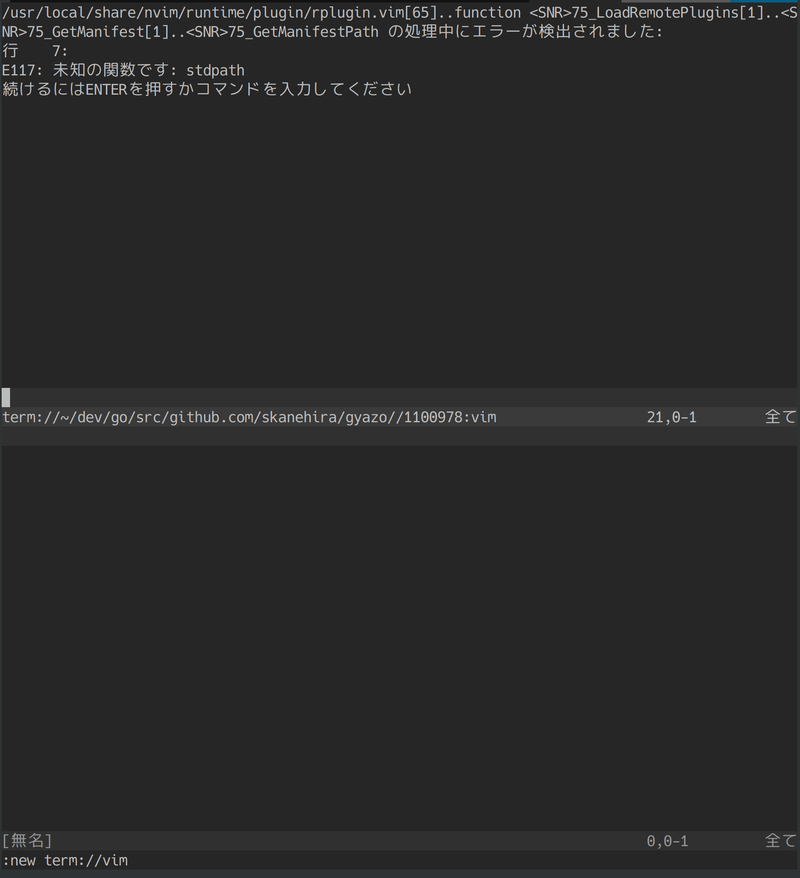 /usr/local/share/nvim/runtime/plugin/rplugin.vim[65]..function <SNR>75_LoadRemotePlugins[1]..<S
NR>75_GetManifest[1]..<SNR>75_GetManifestPath の処理中にエラーが検出されました:
行    7:
E117: 未知の関数です: stdpath
続けるにはENTERを押すかコマンドを入力してください
term://~/dev/go/src/github.com/skanehira/gyazo//1100978:vim 21,0-1 全て
[無名] 0,0-1 全て
:new term://vim